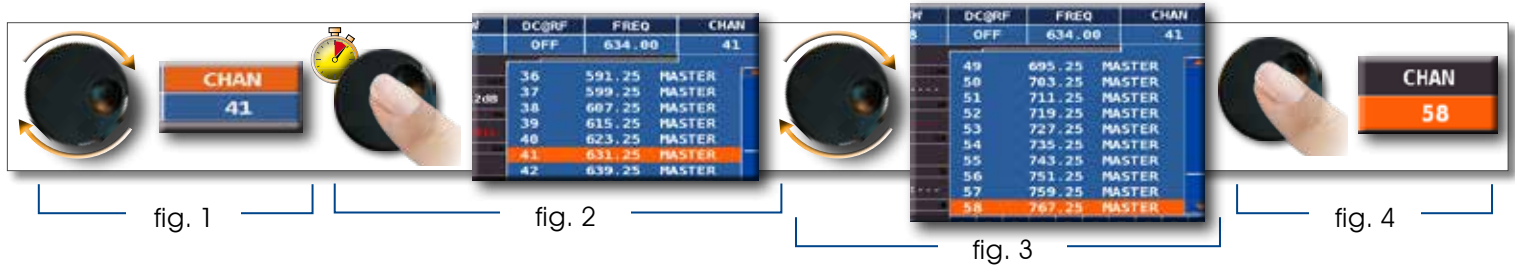 CHAN
41
DC@RF FREQ CHAN
OFF 634.00 41
2dB
36 591.25 MASTER
37 599.25 MASTER
38 607.25 MASTER
39 615.25 MASTER
40 623.25 MASTER
41 631.25 MASTER
42 639.25 MASTER
DC@RF FREQ CHAN
OFF 634.00 41
49 695.25 MASTER
50 703.25 MASTER
51 711.25 MASTER
52 719.25 MASTER
53 727.25 MASTER
54 735.25 MASTER
55 743.25 MASTER
56 751.25 MASTER
57 759.25 MASTER
58 767.25 MASTER
CHAN
58
fig. 1
fig. 2
fig. 3
fig. 4